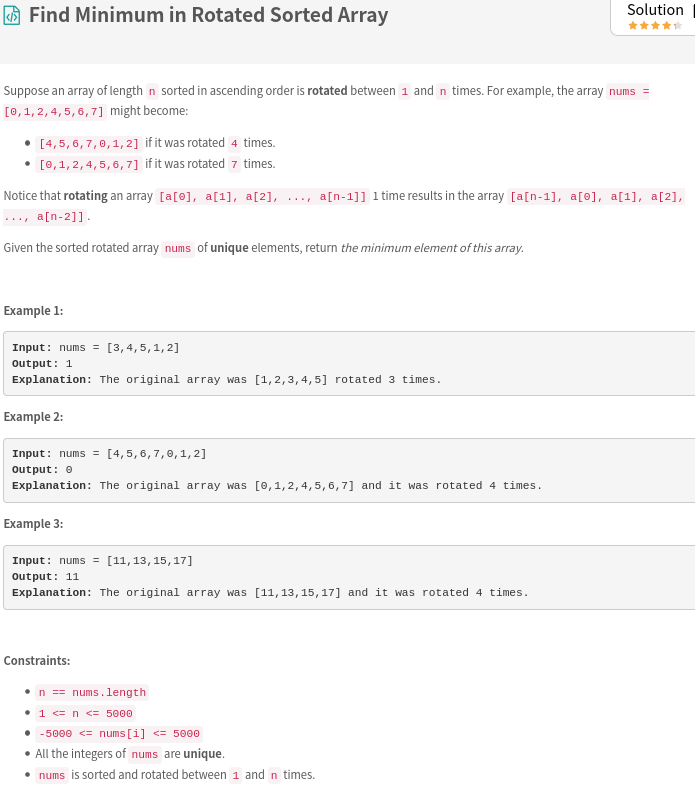 Find Minimum in Rotated Sorted Array
Solution
Suppose an array of length n sorted in ascending order is rotated between 1 and n times. For example, the array nums =
[0,1,2,4,5,6,7] might become:
• [4,5,6,7,0,1,2] if it was rotated 4 times.
• [0,1,2,4,5,6,7] if it was rotated 7 times.
Notice that rotating an array [a[0], a[1], a[2], ..., a[n-1]] 1 time results in the array [a[n-1], a[0], a[1], a[2],
..., a[n-2]].
Given the sorted rotated array nums of unique elements, return the minimum element of this array.
Example 1:
Input: nums = [3,4,5,1,2]
Output: 1
Explanation: The original array was [1,2,3,4,5] rotated 3 times.
Example 2:
Input: nums = [4,5,6,7,0,1,2]
Output: 0
Explanation: The original array was [0,1,2,4,5,6,7] and it was rotated 4 times.
Example 3:
Input: nums = [11,13,15,17]
Output: 11
Explanation: The original array was [11,13,15,17] and it was rotated 4 times.
Constraints:
• n == nums.length
• 1 <= n <= 5000
• -5000 <= nums[i] <= 5000
• All the integers of nums are unique.
• nums is sorted and rotated between 1 and n times.